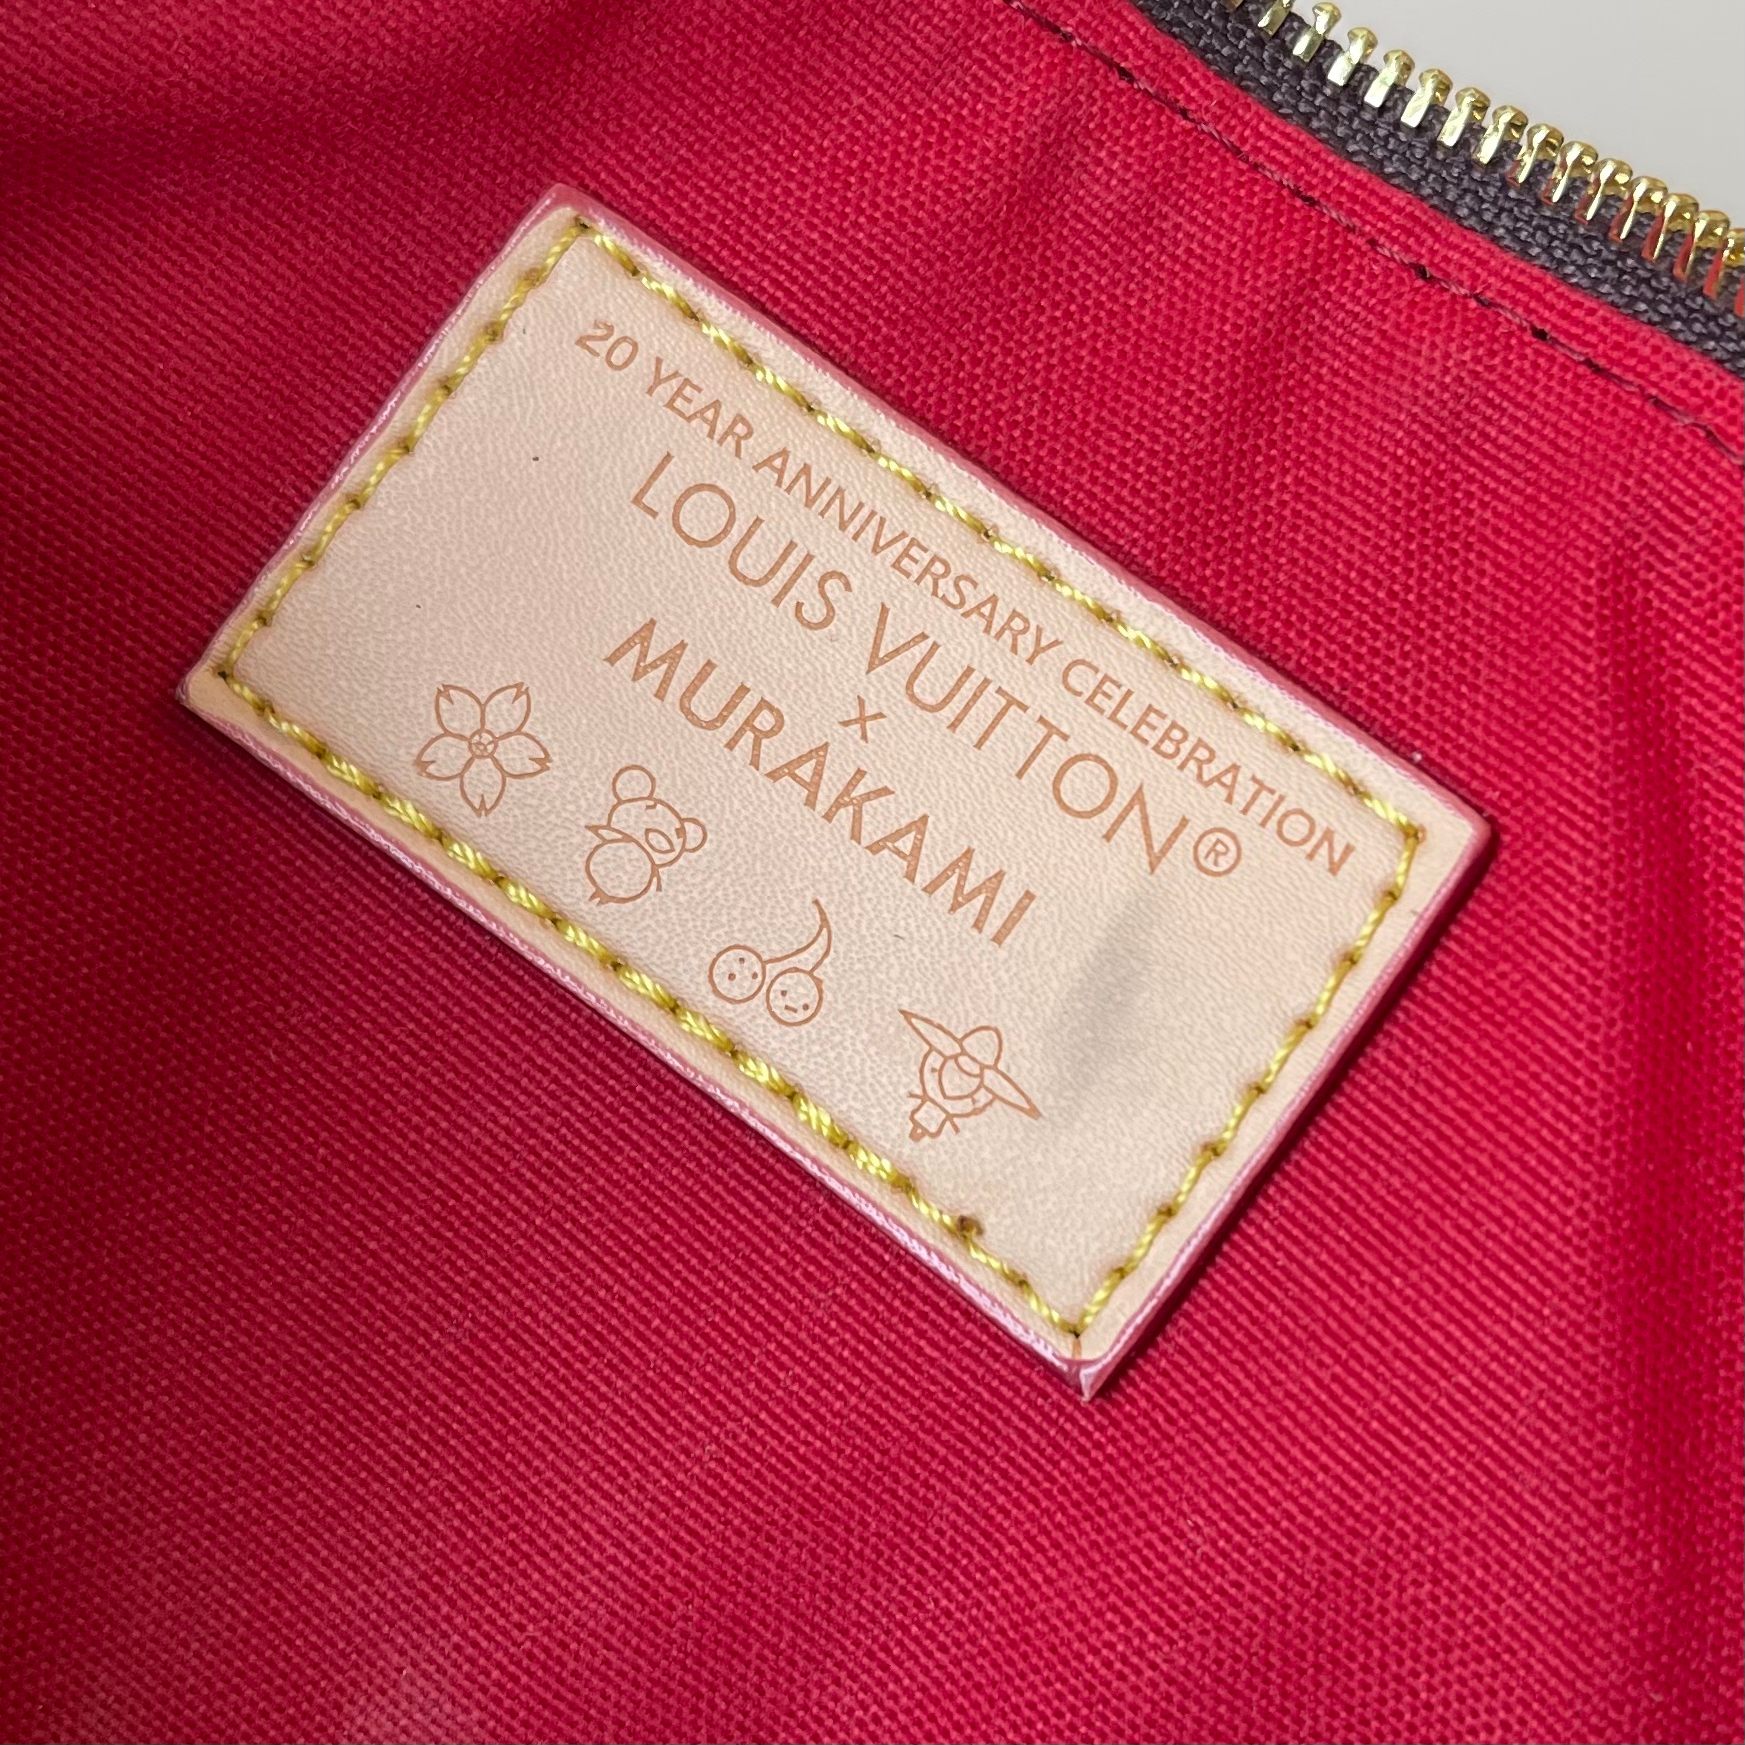 20 YEAR ANNIVERSARY CELEBRATION
LOUIS VUITTON®
x
MURAKAMI